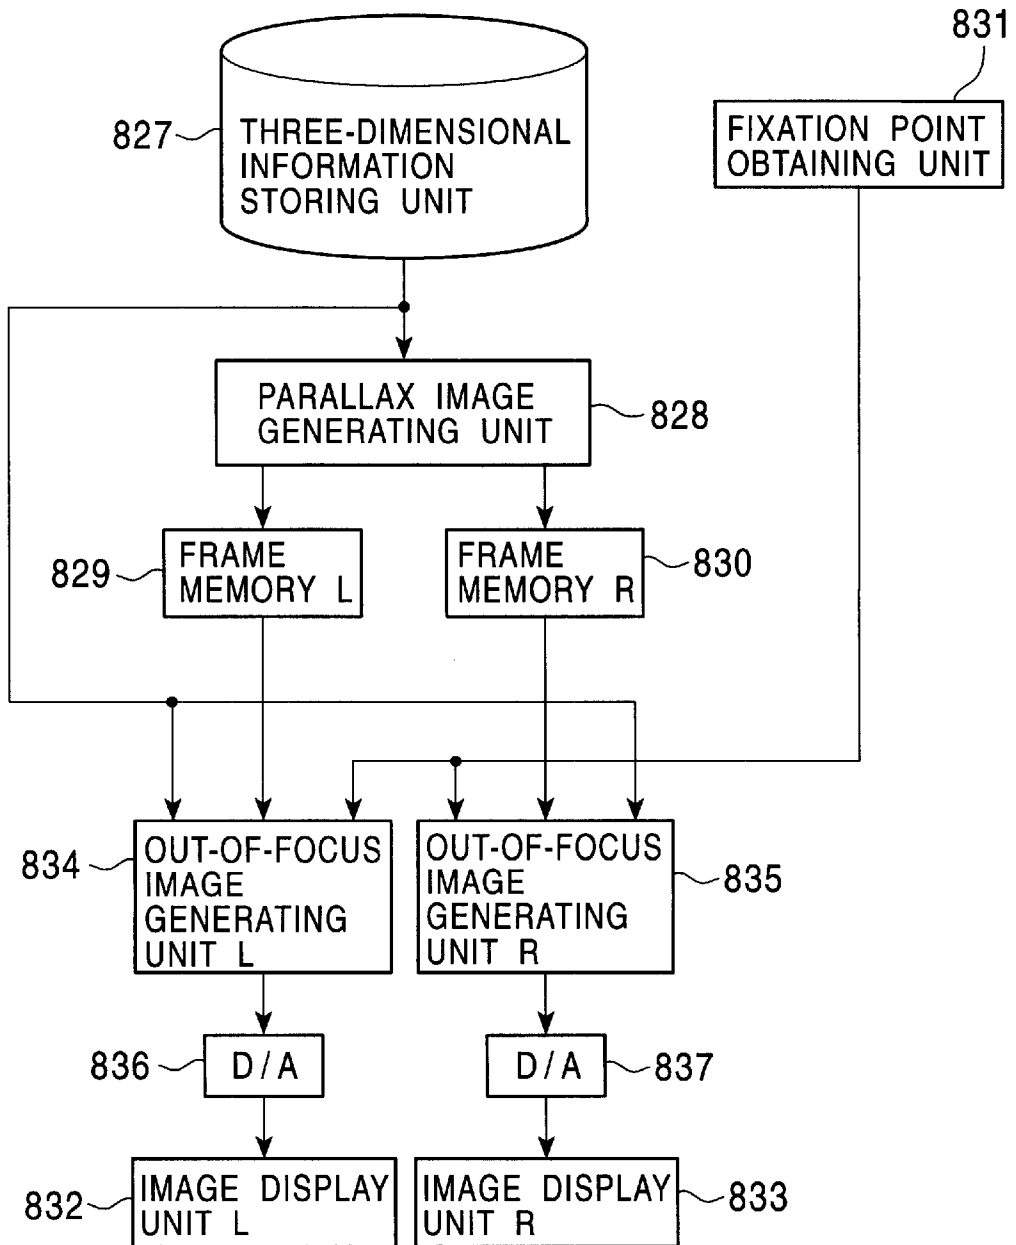 831
827
THREE-DIMENSIONAL
INFORMATION
STORING UNIT
FIXATION POINT
OBTAINING UNIT
PARALLAX IMAGE
GENERATING UNIT
828
829
FRAME
MEMORY L
FRAME
MEMORY R
830
834
OUT-OF-FOCUS
IMAGE
GENERATING
UNIT L
OUT-OF-FOCUS
IMAGE
GENERATING
UNIT R
835
836
D/A
D/A
837
832
IMAGE DISPLAY
UNIT L
IMAGE DISPLAY
UNIT R
833